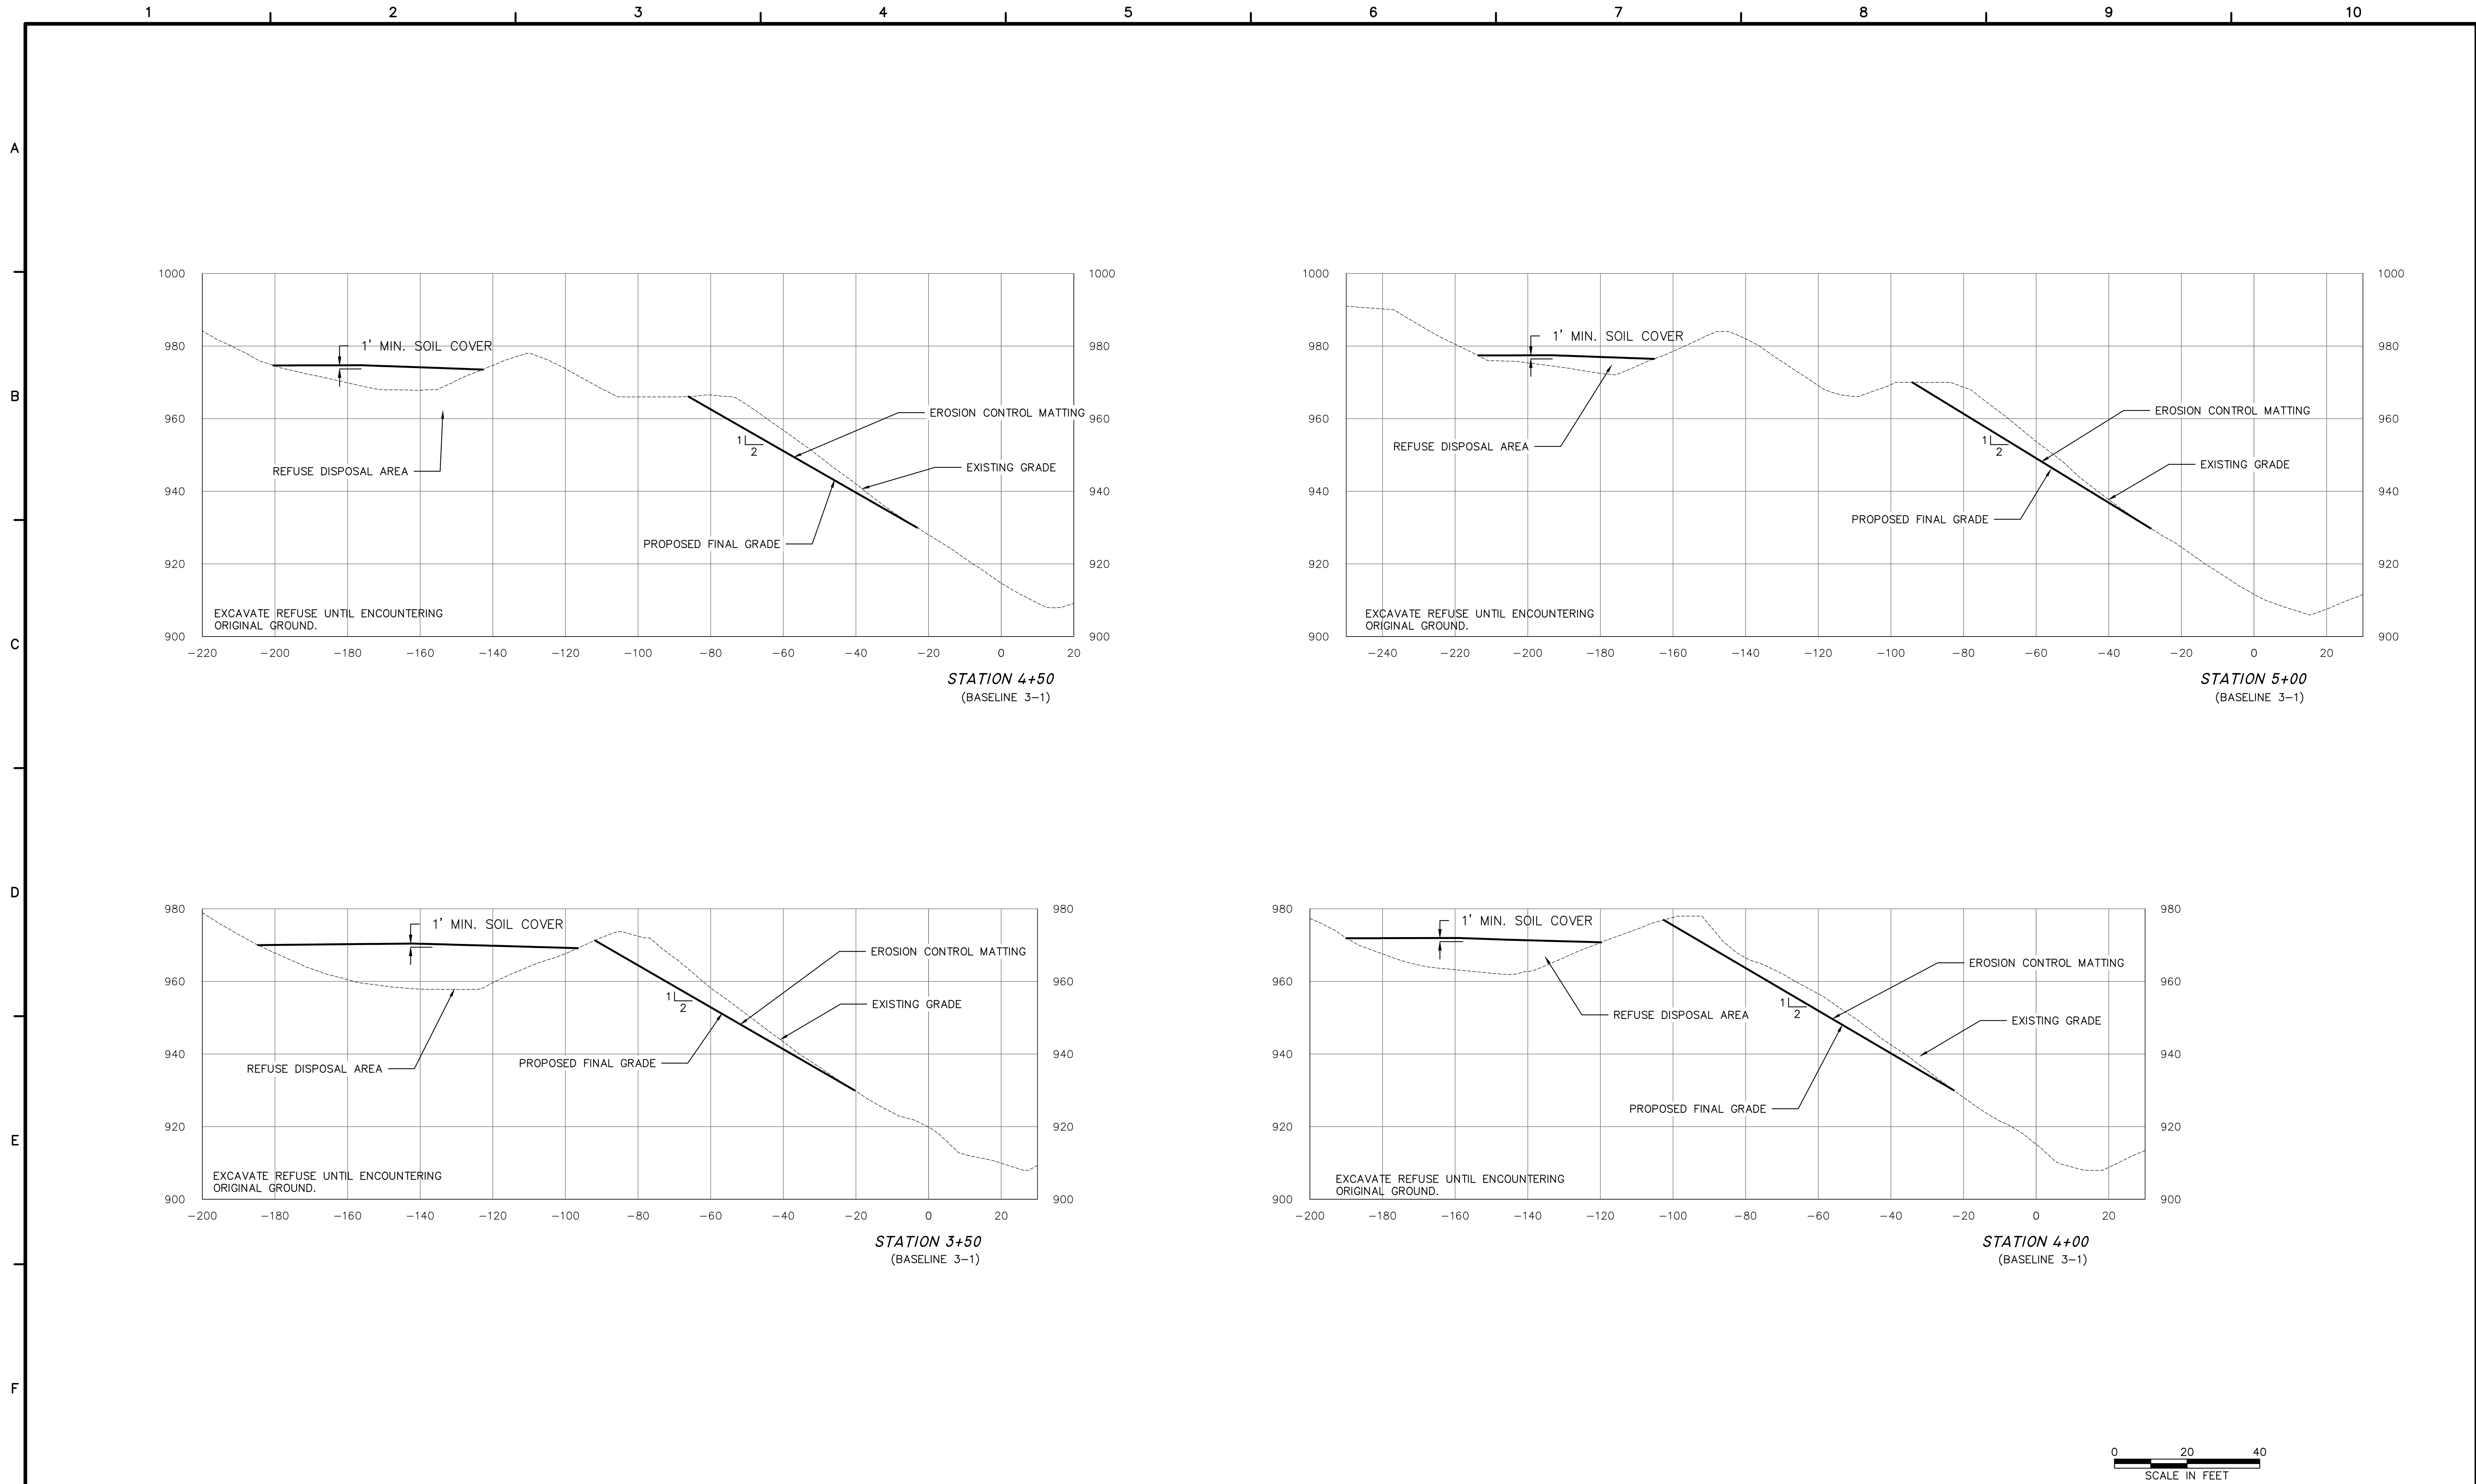 1 2 3 4 5 6 7 8 9 10
A
B
C
D
E
F
1000 1000
980 980
960 960
940 940
920 920
900 900
1' MIN. SOIL COVER
EROSION CONTROL MATTING
1
2
REFUSE DISPOSAL AREA
EXISTING GRADE
PROPOSED FINAL GRADE
EXCAVATE REFUSE UNTIL ENCOUNTERING
ORIGINAL GROUND.
-220 -200 -180 -160 -140 -120 -100 -80 -60 -40 -20 0 20
STATION 4+50
(BASELINE 3-1)
1000 1000
980 980
960 960
940 940
920 920
900 900
1' MIN. SOIL COVER
EROSION CONTROL MATTING
1
2
REFUSE DISPOSAL AREA
EXISTING GRADE
PROPOSED FINAL GRADE
EXCAVATE REFUSE UNTIL ENCOUNTERING
ORIGINAL GROUND.
-240 -220 -200 -180 -160 -140 -120 -100 -80 -60 -40 -20 0 20
STATION 5+00
(BASELINE 3-1)
980 980
960 960
940 940
920 920
900 900
1' MIN. SOIL COVER
EROSION CONTROL MATTING
1
2
EXISTING GRADE
PROPOSED FINAL GRADE
REFUSE DISPOSAL AREA
EXCAVATE REFUSE UNTIL ENCOUNTERING
ORIGINAL GROUND.
-200 -180 -160 -140 -120 -100 -80 -60 -40 -20 0 20
STATION 3+50
(BASELINE 3-1)
980 980
960 960
940 940
920 920
900 900
1' MIN. SOIL COVER
EROSION CONTROL MATTING
1
2
REFUSE DISPOSAL AREA
EXISTING GRADE
PROPOSED FINAL GRADE
EXCAVATE REFUSE UNTIL ENCOUNTERING
ORIGINAL GROUND.
-200 -180 -160 -140 -120 -100 -80 -60 -40 -20 0 20
STATION 4+00
(BASELINE 3-1)
0 20 40
SCALE IN FEET